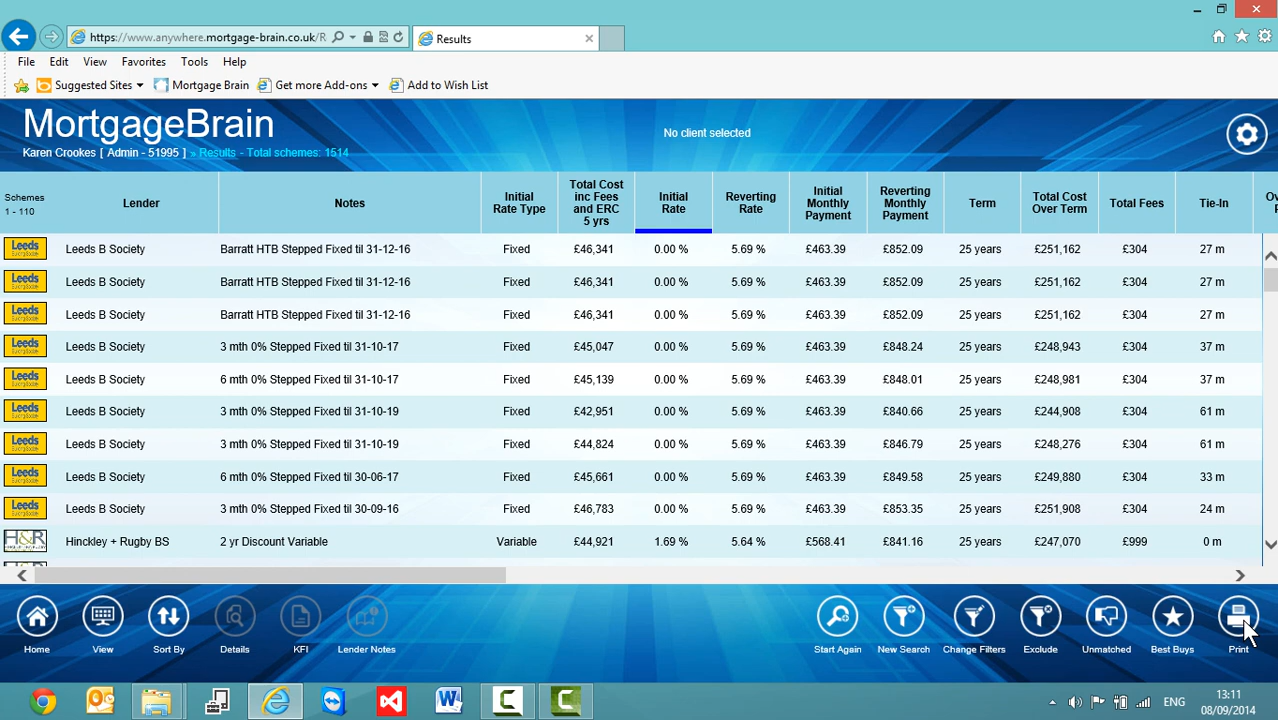 https://www.anywhere.mortgage-brain.co.uk/R
Results
File Edit View Favorites Tools Help
Suggested Sites Mortgage Brain Get more Add-ons Add to Wish List
MortgageBrain
No client selected
Karen Crookes [ Admin - 51995 ] » Results - Total schemes: 1514
Schemes
1 - 110
Lender
Notes
Initial
Rate Type
Total Cost
inc Fees
and ERC
5 yrs
Initial
Rate
Reverting
Rate
Initial
Monthly
Payment
Reverting
Monthly
Payment
Term
Total Cost
Over Term
Total Fees
Tie-In
Leeds Leeds B Society Barratt HTB Stepped Fixed til 31-12-16 Fixed £46,341 0.00 % 5.69 % £463.39 £852.09 25 years £251,162 £304 27 m
Leeds Leeds B Society Barratt HTB Stepped Fixed til 31-12-16 Fixed £46,341 0.00 % 5.69 % £463.39 £852.09 25 years £251,162 £304 27 m
Leeds Leeds B Society Barratt HTB Stepped Fixed til 31-12-16 Fixed £46,341 0.00 % 5.69 % £463.39 £852.09 25 years £251,162 £304 27 m
Leeds Leeds B Society 3 mth 0% Stepped Fixed til 31-10-17 Fixed £45,047 0.00 % 5.69 % £463.39 £848.24 25 years £248,943 £304 37 m
Leeds Leeds B Society 6 mth 0% Stepped Fixed til 31-10-17 Fixed £45,139 0.00 % 5.69 % £463.39 £848.01 25 years £248,981 £304 37 m
Leeds Leeds B Society 3 mth 0% Stepped Fixed til 31-10-19 Fixed £42,951 0.00 % 5.69 % £463.39 £840.66 25 years £244,908 £304 61 m
Leeds Leeds B Society 3 mth 0% Stepped Fixed til 31-10-19 Fixed £44,824 0.00 % 5.69 % £463.39 £846.79 25 years £248,276 £304 61 m
Leeds Leeds B Society 6 mth 0% Stepped Fixed til 30-06-17 Fixed £45,661 0.00 % 5.69 % £463.39 £849.58 25 years £249,880 £304 33 m
Leeds Leeds B Society 3 mth 0% Stepped Fixed til 30-09-16 Fixed £46,783 0.00 % 5.69 % £463.39 £853.35 25 years £251,908 £304 24 m
H&R Hinckley + Rugby BS 2 yr Discount Variable Variable £44,921 1.69 % 5.64 % £568.41 £841.16 25 years £247,070 £999 0 m
Home View Sort By Details KFI Lender Notes Start Again New Search Change Filters Exclude Unmatched Best Buys Print
ENG
13:11
08/09/2014